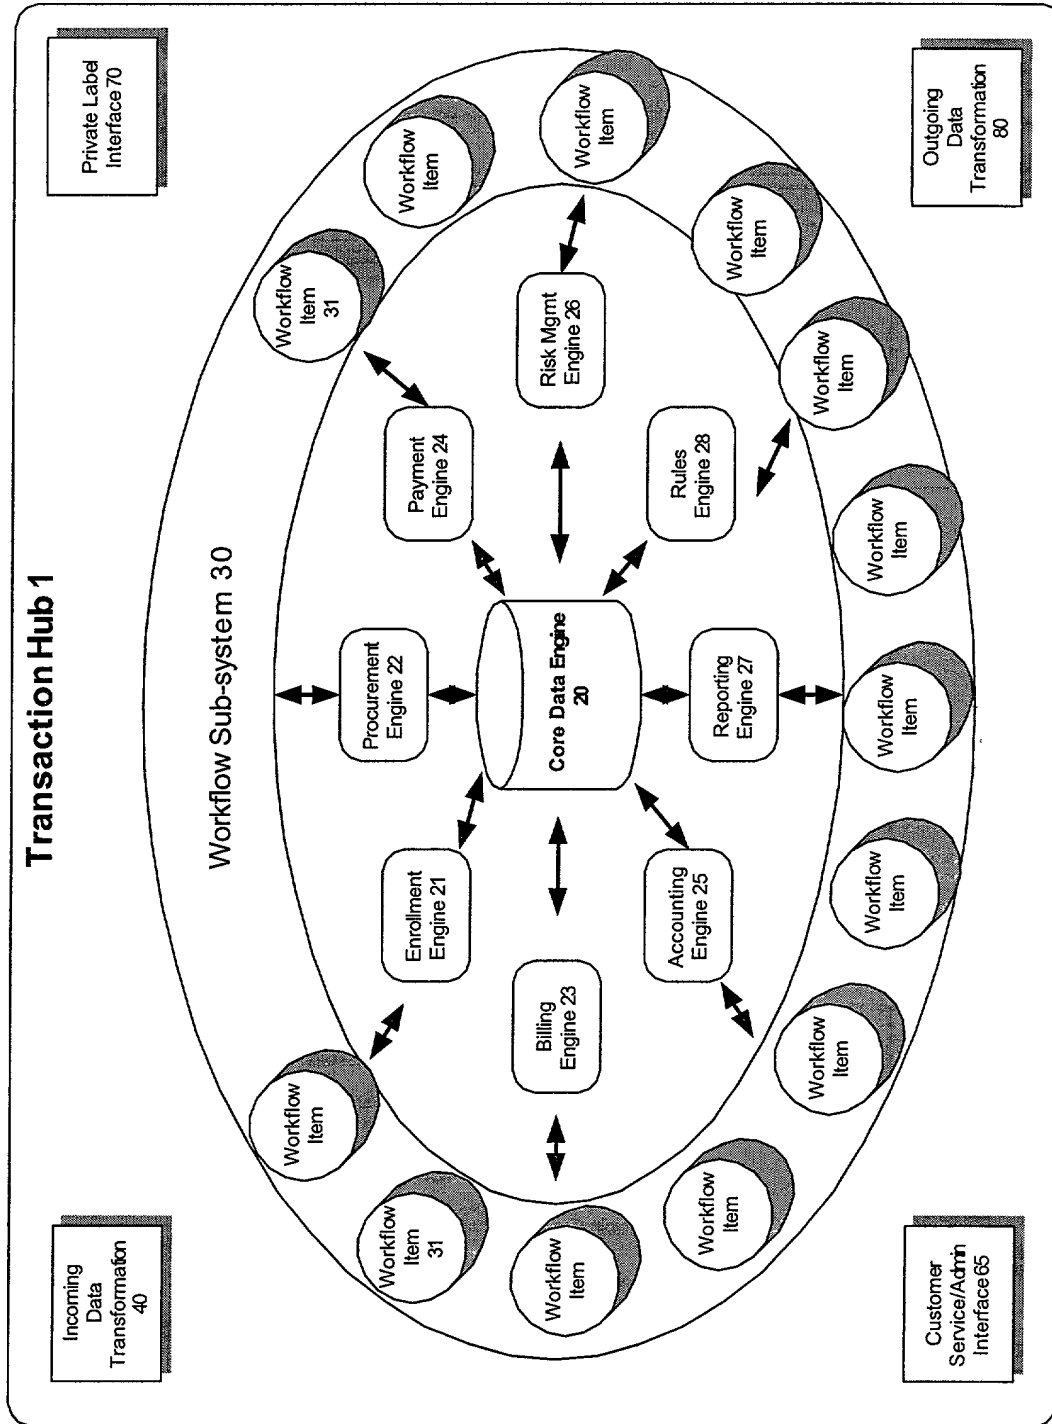 Transaction Hub 1
Incoming
Data
Transformation
40
Private Label
Interface 70
Workflow Sub-system 30
Workflow
Item
Workflow
Item
31
Workflow
Item
31
Enrollment
Engine 21
Procurement
Engine 22
Payment
Engine 24
Workflow
Item
Workflow
Item
Billing
Engine 23
Core Data Engine
20
Risk Mgmt
Engine 26
Workflow
Item
Workflow
Item
Accounting
Engine 25
Reporting
Engine 27
Rules
Engine 28
Workflow
Item
Workflow
Item
Workflow
Item
Workflow
Item
Workflow
Item
Workflow
Item
Customer
Service/Admin
Interface 65
Outgoing
Data
Transformation
80